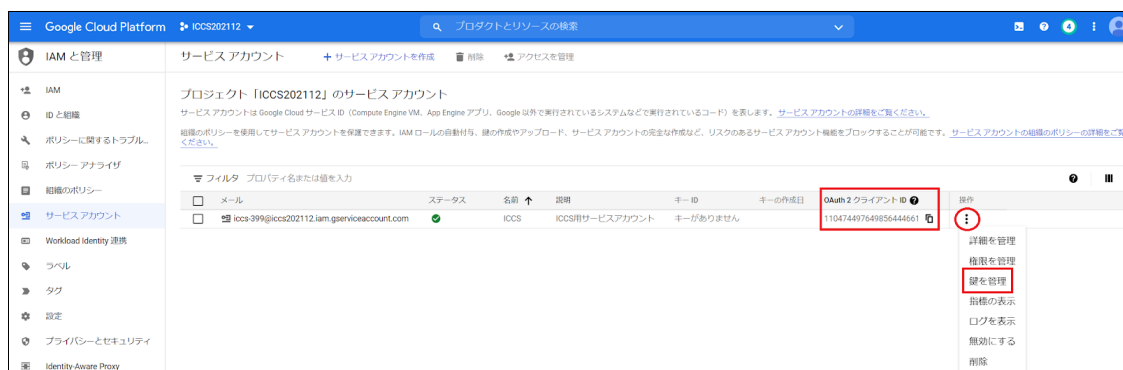 Google Cloud Platform ICCS202112 プロダクトとリソースの検索 4
IAM と管理 サービス アカウント サービス アカウントを作成 削除 アクセスを管理
IAM
ID と組織
ポリシーに関するトラブル...
ポリシー アナライザ
組織のポリシー
サービス アカウント
Workload Identity 連携
ラベル
タグ
設定
プライバシーとセキュリティ
Identity-Aware Proxy
プロジェクト「ICCS202112」のサービス アカウント
サービス アカウントは Google Cloud サービス ID（Compute Engine VM、App Engine アプリ、Google 以外で実行されているシステムなどで実行されているコード）を表します。 サービス アカウントの詳細をご覧ください。
組織のポリシーを使用してサービス アカウントを保護できます。IAM ロールの自動付与、鍵の作成やアップロード、サービス アカウントの完全な作成など、リスクのあるサービス アカウント機能をブロックすることが可能です。 サービス アカウントの組織のポリシーの詳細をご覧
ください。
フィルタ プロパティ名または値を入力
メール ステータス 名前 説明 キー ID キーの作成日 OAuth 2 クライアント ID 操作
iccs-399@iccs202112.iam.gserviceaccount.com ICCS ICCS用サービスアカウント キーがありません 110474497649856444661
詳細を管理
権限を管理
鍵を管理
指標の表示
ログを表示
無効にする
削除